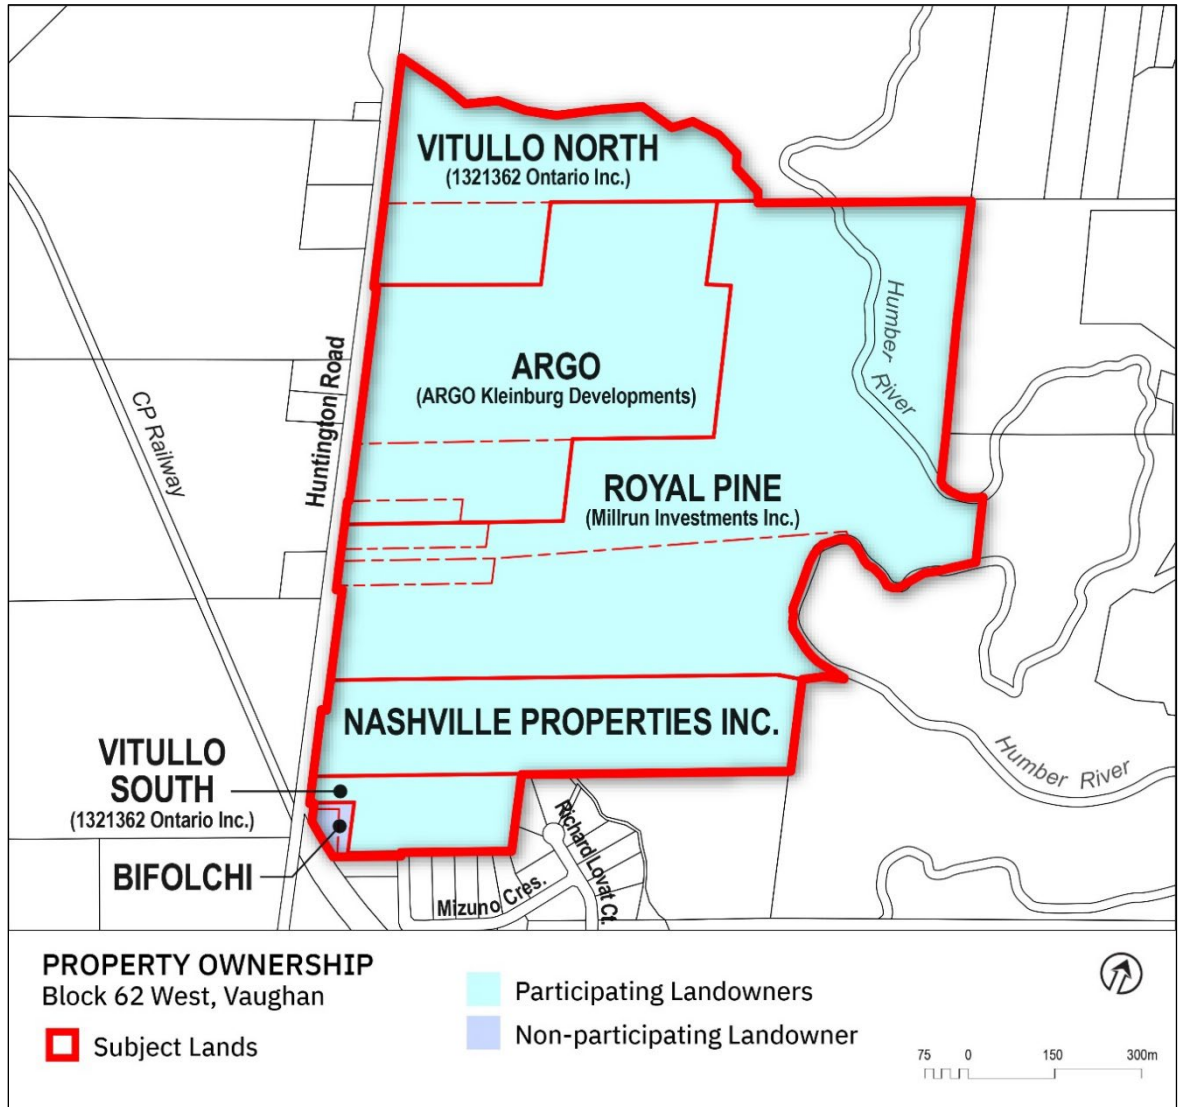 VITULLO NORTH
(1321362 Ontario Inc.)
Humber River
ARGO
(ARGO Kleinburg Developments)
Huntington Road
CP Railway
ROYAL PINE
(Millrun Investments Inc.)
NASHVILLE PROPERTIES INC.
VITULLO
SOUTH
(1321362 Ontario Inc.)
Humber River
BIFOLCHI
Richard Lovat Ct.
Mizuno Cres.
PROPERTY OWNERSHIP
Block 62 West, Vaughan
Subject Lands
Participating Landowners
Non-participating Landowner
75 0 150 300m